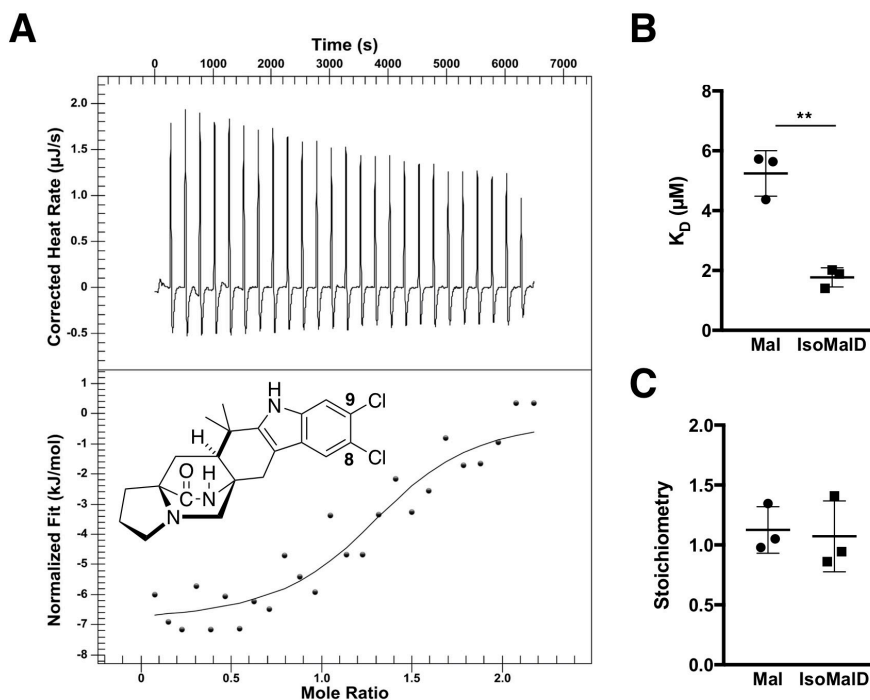 A
Time (s)
0 1000 2000 3000 4000 5000 6000 7000
Corrected Heat Rate (µJ/s)
2.0
1.5
1.0
0.5
0
-0.5
Normalized Fit (kJ/mol)
1
0
-1
-2
-3
-4
-5
-6
-7
-8
H
N
9
Cl
8
Cl
H
O
H
C-N
N
0 0.5 1.0 1.5 2.0
Mole Ratio
B
KD (µM)
8
6
4
2
0
**
Mal IsoMalD
C
Stoichiometry
2.0
1.5
1.0
0.5
0.0
Mal IsoMalD